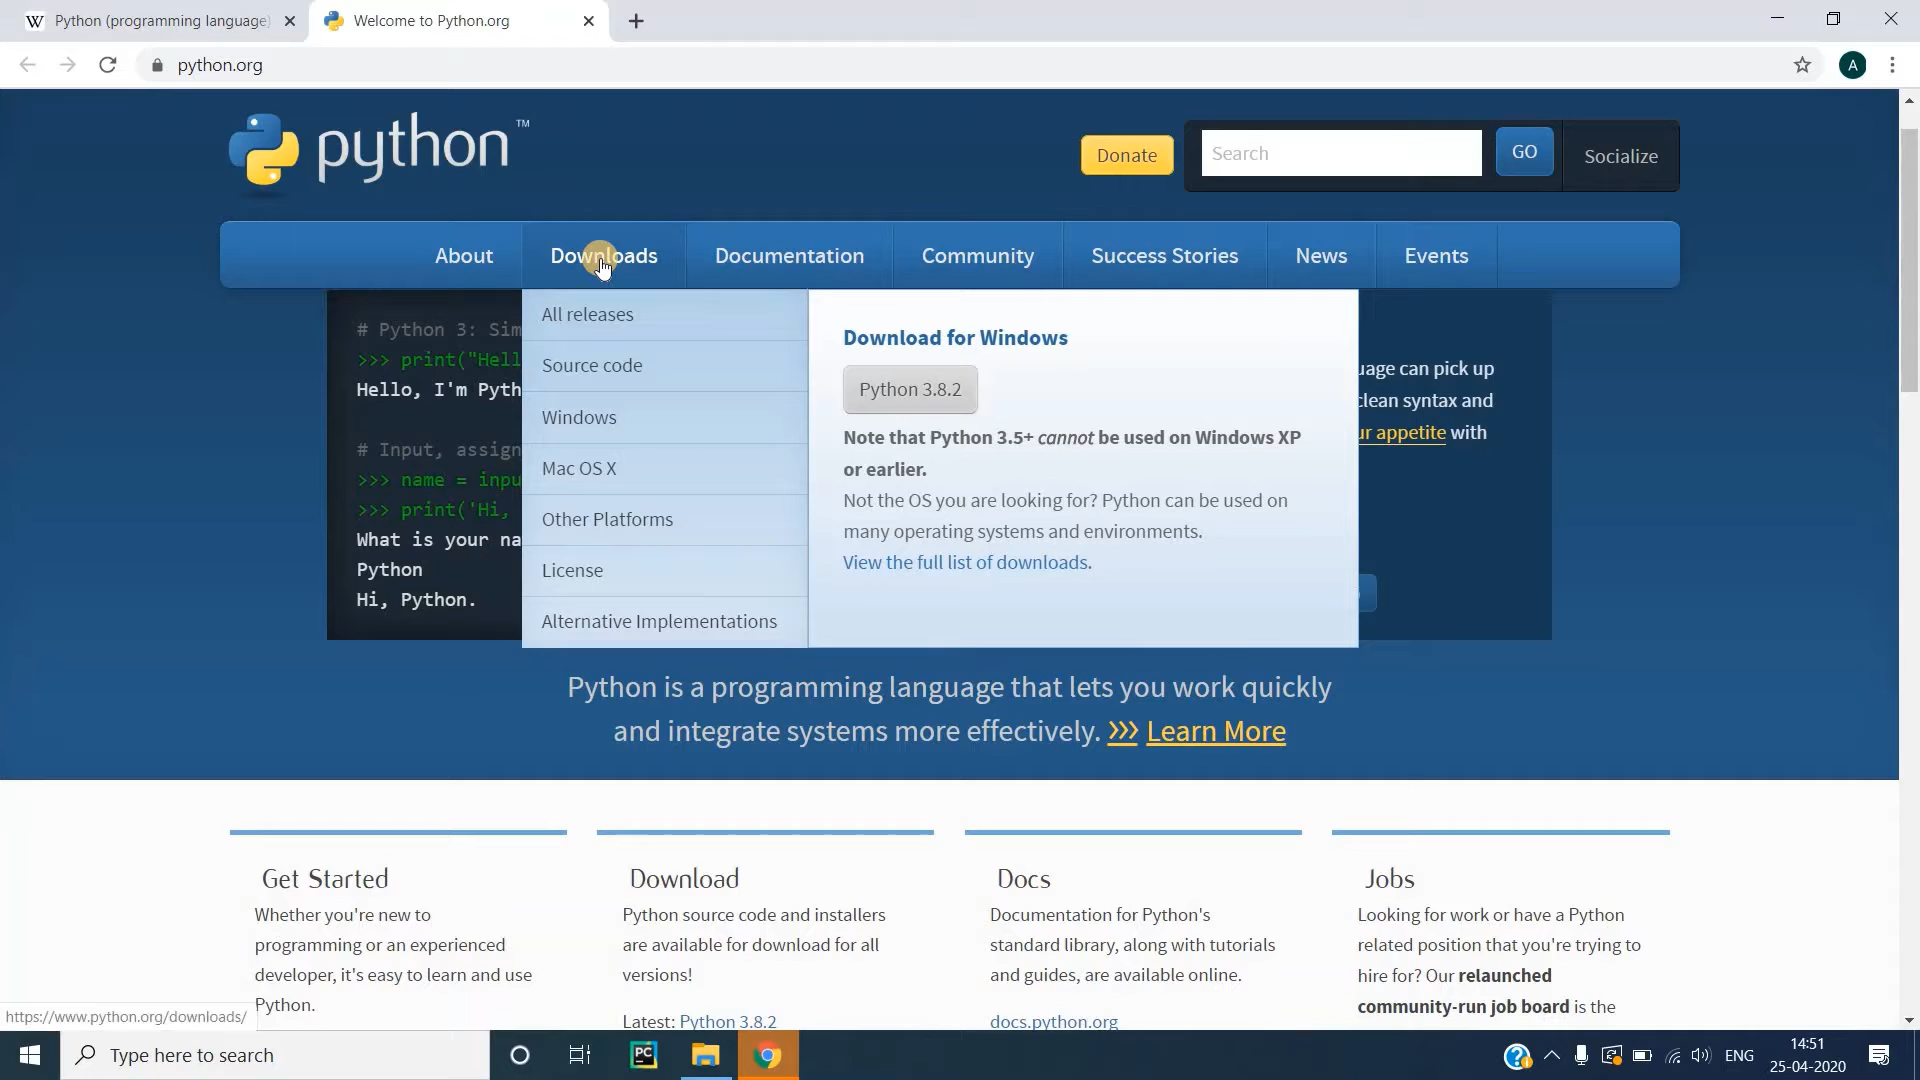 Python (programming language)
Welcome to Python.org
python.org
A
python™
Donate
Search
GO
Socialize
About
Downloads
Documentation
Community
Success Stories
News
Events
# Python 3: Sim
>>> print("Hell
Hello, I'm Pyth
# Input, assign
>>> name = inpu
>>> print('Hi,
What is your na
Python
Hi, Python.
All releases
Source code
Windows
Mac OS X
Other Platforms
License
Alternative Implementations
Download for Windows
Python 3.8.2
Note that Python 3.5+ cannot be used on Windows XP
or earlier.
Not the OS you are looking for? Python can be used on
many operating systems and environments.
View the full list of downloads.
uage can pick up
clean syntax and
ur appetite with
Python is a programming language that lets you work quickly
and integrate systems more effectively. >>> Learn More
Get Started
Whether you're new to
programming or an experienced
developer, it's easy to learn and use
Python.
Download
Python source code and installers
are available for download for all
versions!
Latest: Python 3.8.2
Docs
Documentation for Python's
standard library, along with tutorials
and guides, are available online.
docs.python.org
Jobs
Looking for work or have a Python
related position that you're trying to
hire for? Our relaunched
community-run job board is the
https://www.python.org/downloads/
Type here to search
PC
ENG
14:51
25-04-2020